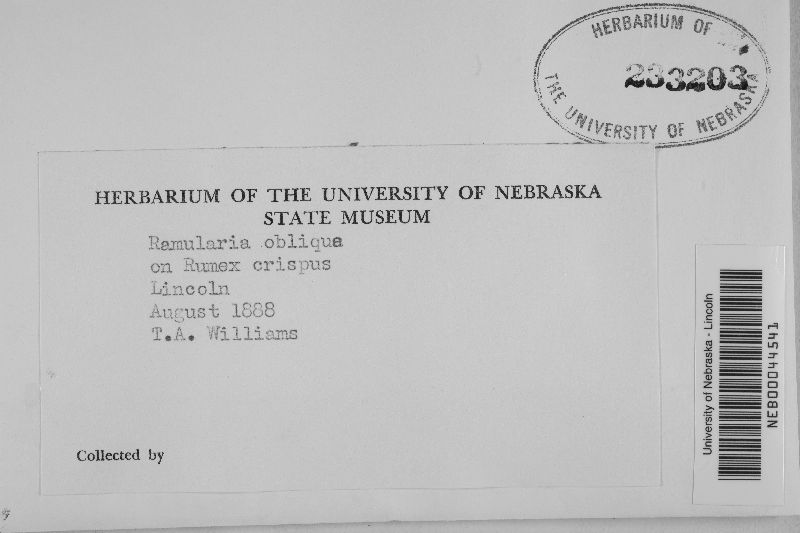 HERBARIUM OF
THE UNIVERSITY OF NEBRASKA
233203
HERBARIUM OF THE UNIVERSITY OF NEBRASKA
STATE MUSEUM
Ramularia obliqua
on Rumex crispus
Lincoln
August 1888
T.A. Williams
Collected by
University of Nebraska - Lincoln
NEB00044541